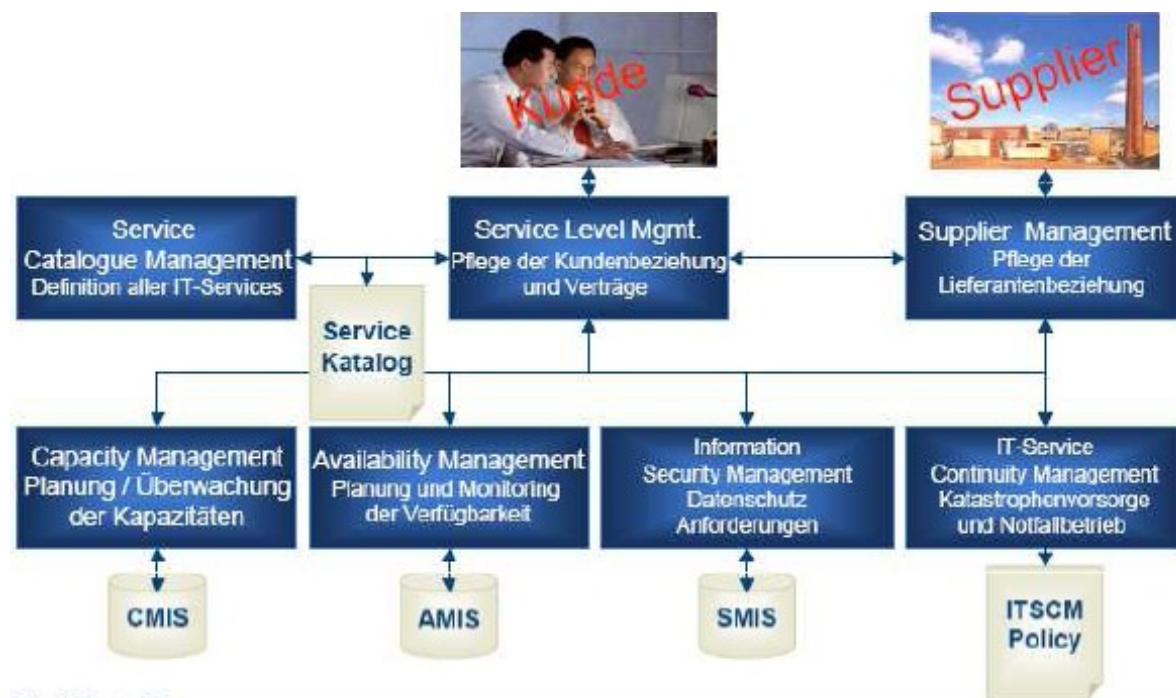 Kunde
Supplier
Service
Catalogue Management
Definition aller IT-Services
Service Level Mgmt.
Pflege der Kundenbeziehung
und Verträge
Supplier Management
Pflege der
Lieferantenbeziehung
Service
Katalog
Capacity Management
Planung / Überwachung
der Kapazitäten
Availability Management
Planung und Monitoring
der Verfügbarkeit
Information
Security Management
Datenschutz
Anforderungen
IT-Service
Continuity Management
Katastrophenvorsorge
und Notfallbetrieb
CMIS
AMIS
SMIS
ITSCM
Policy